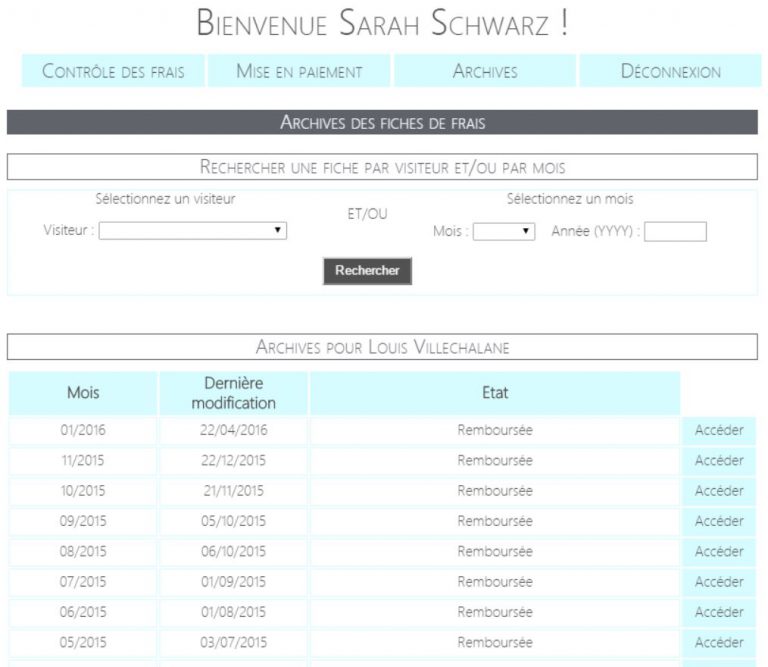 Bienvenue Sarah Schwarz !
Contrôle des frais Mise en paiement Archives Déconnexion
Archives des fiches de frais
Rechercher une fiche par visiteur et/ou par mois
Sélectionnez un visiteur Sélectionnez un mois
ET/OU
Visiteur : Mois : Année (YYYY) :
Rechercher
Archives pour Louis Villechalane
Mois Dernière modification Etat
01/2016 22/04/2016 Remboursée Accéder
11/2015 22/12/2015 Remboursée Accéder
10/2015 21/11/2015 Remboursée Accéder
09/2015 05/10/2015 Remboursée Accéder
08/2015 06/10/2015 Remboursée Accéder
07/2015 01/09/2015 Remboursée Accéder
06/2015 01/08/2015 Remboursée Accéder
05/2015 03/07/2015 Remboursée Accéder